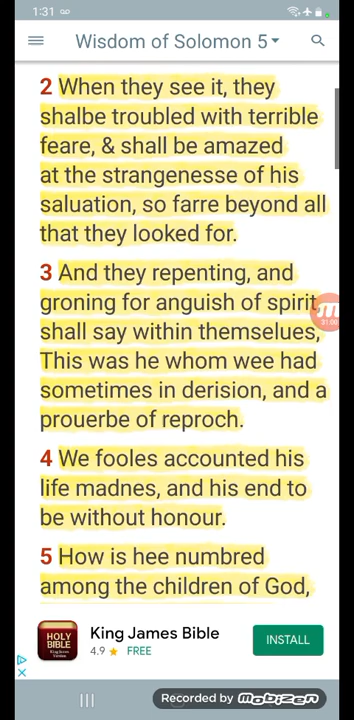 1:31
Wisdom of Solomon 5
2 When they see it, they
shalbe troubled with terrible
feare, & shall be amazed
at the strangenesse of his
saluation, so farre beyond all
that they looked for.
3 And they repenting, and
groning for anguish of spirit,
shall say within themselues,
This was he whom wee had
sometimes in derision, and a
prouerbe of reproch.
4 We fooles accounted his
life madnes, and his end to
be without honour.
5 How is hee numbred
among the children of God,
31:00
HOLY
BIBLE
King James Bible
4.9 ★ FREE
INSTALL
Recorded by mobizen